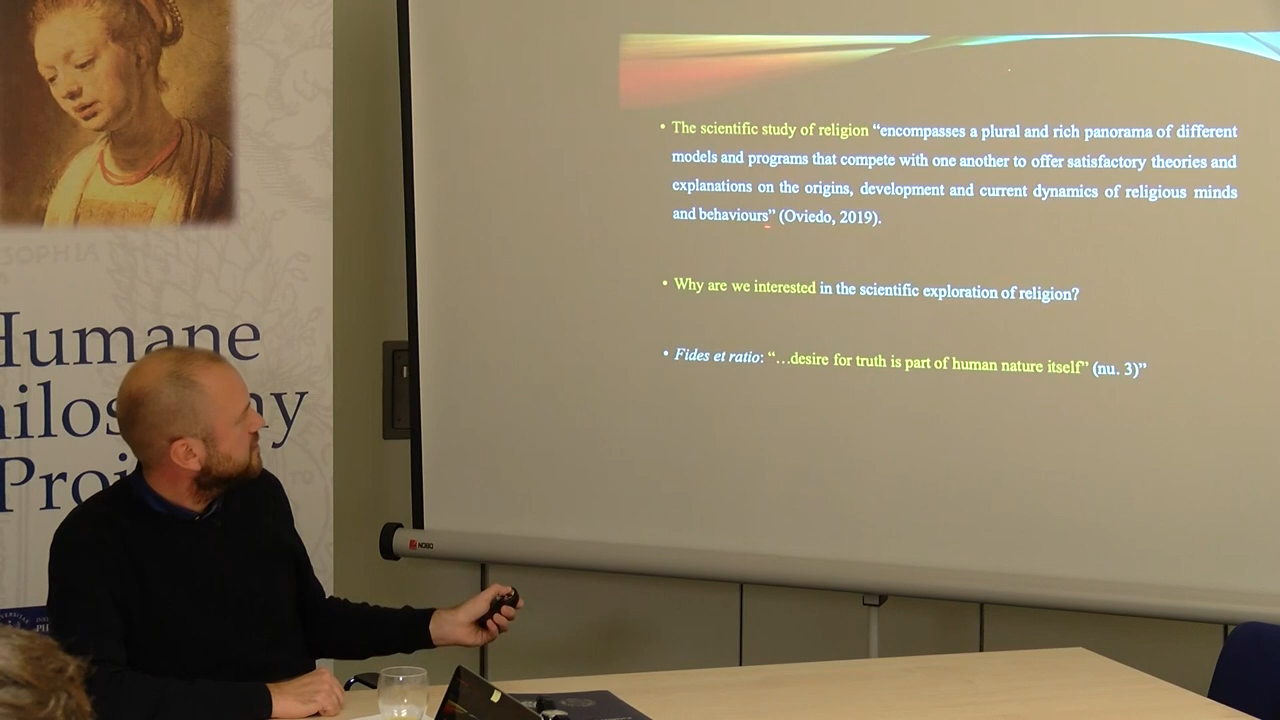 SOPHIA
Humane
Philosophy
Project
• The scientific study of religion “encompasses a plural and rich panorama of different
models and programs that compete with one another to offer satisfactory theories and
explanations on the origins, development and current dynamics of religious minds
and behaviours” (Oviedo, 2019).
• Why are we interested in the scientific exploration of religion?
• Fides et ratio: “…desire for truth is part of human nature itself” (nu. 3)”
NOBO